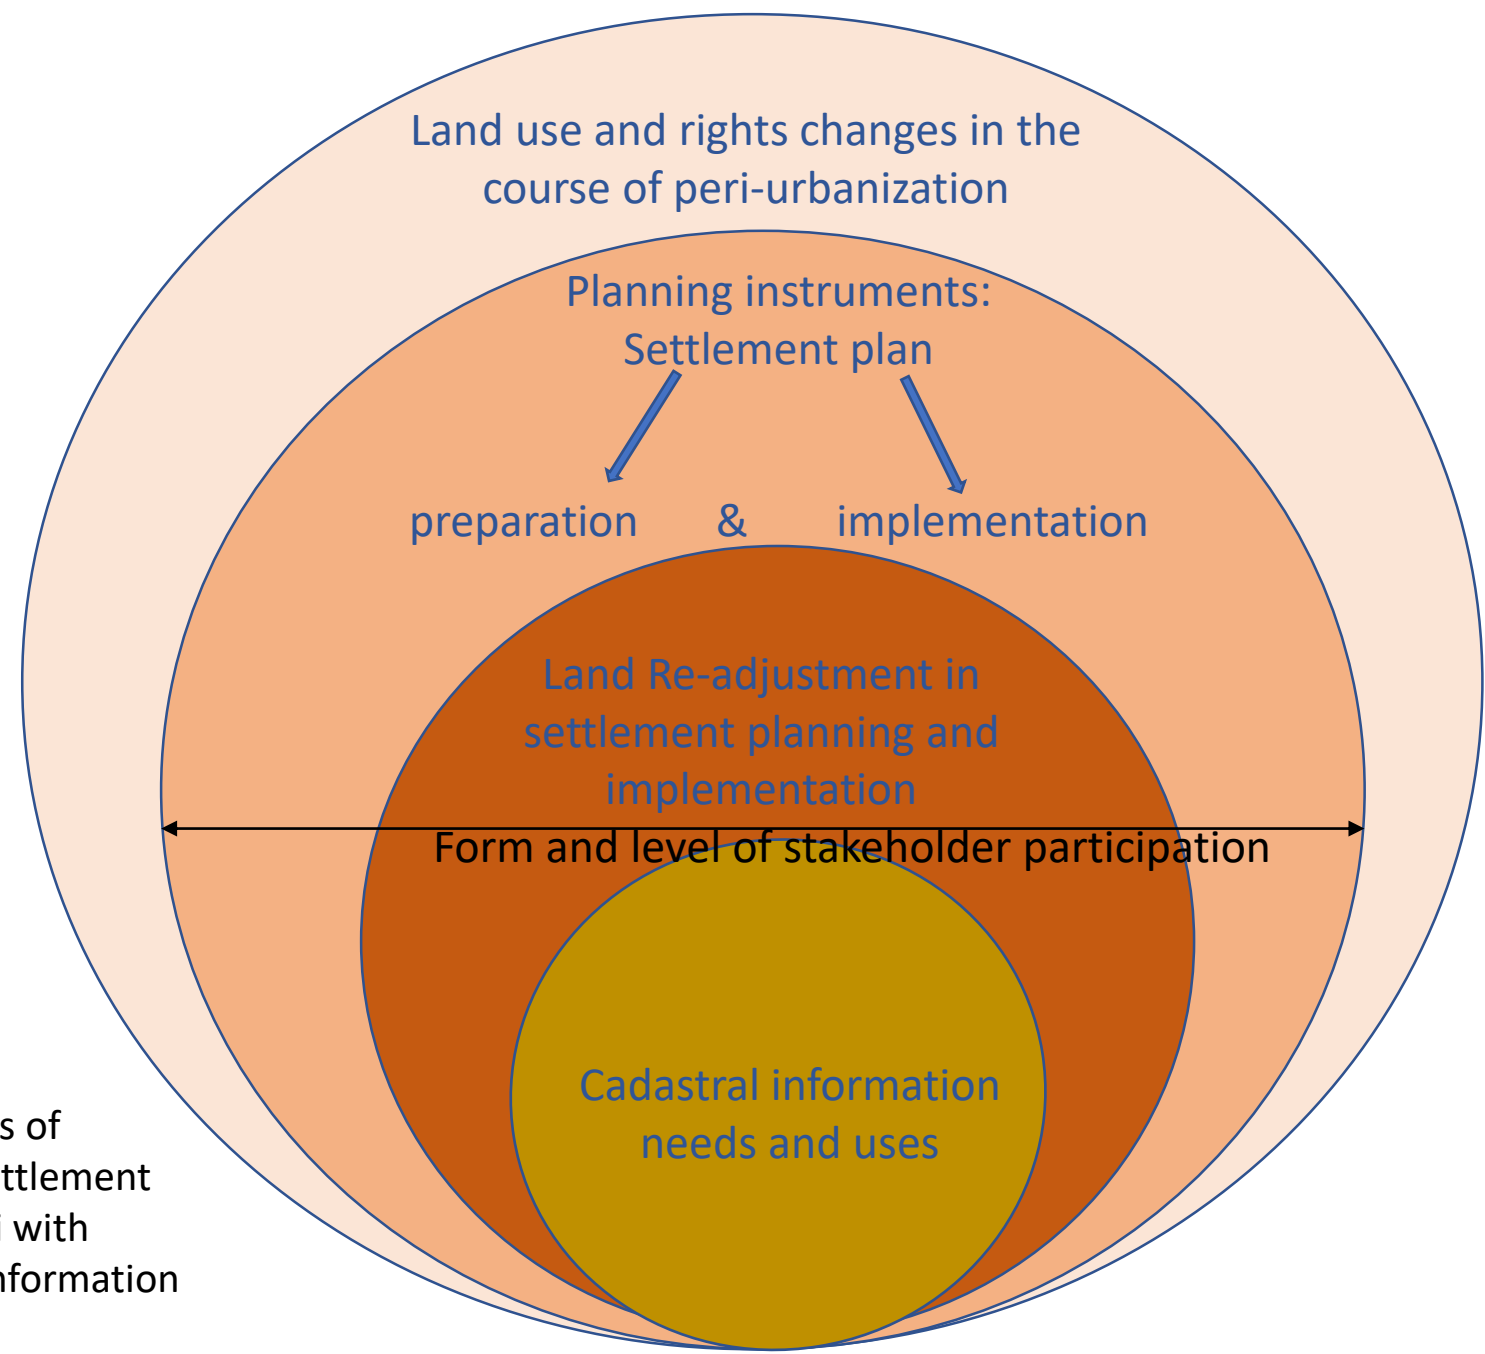 Land use and rights changes in the
course of peri-urbanization
Planning instruments:
Settlement plan
preparation & implementation
Land Re-adjustment in
settlement planning and
implementation
Form and level of stakeholder participation
Cadastral information
needs and uses
s of
ttlement
i with
nformation